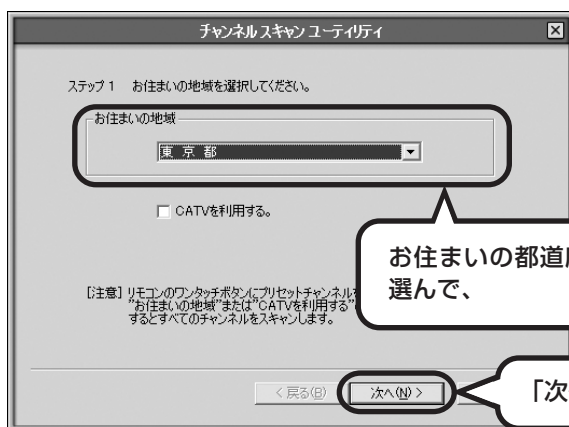 チャンネル スキャン ユーティリティ
ステップ 1 お住まいの地域を選択してください。
お住まいの地域
東 京 都
CATVを利用する。
お住まいの都道
選んで、
[注意] リモコンのワンタッチボタンにプリセットチャンネル
"お住まいの地域"または"CATVを利用する"
するとすべてのチャンネルをスキャンします。
< 戻る(B)
次へ(N) >
「次